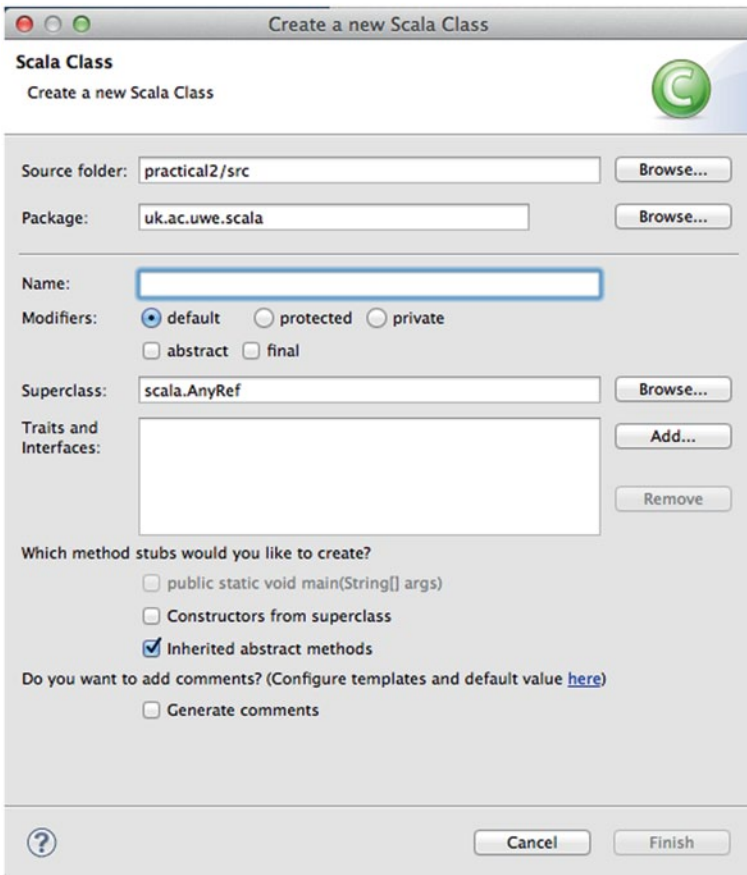 Create a new Scala Class
Scala Class
Create a new Scala Class
C
Source folder: practical2/src Browse...
Package: uk.ac.uwe.scala Browse...
Name:
Modifiers: default protected private
abstract final
Superclass: scala.AnyRef Browse...
Traits and
Interfaces:
Add...
Remove
Which method stubs would you like to create?
public static void main(String[] args)
Constructors from superclass
Inherited abstract methods
Do you want to add comments? (Configure templates and default value here)
Generate comments
? Cancel Finish